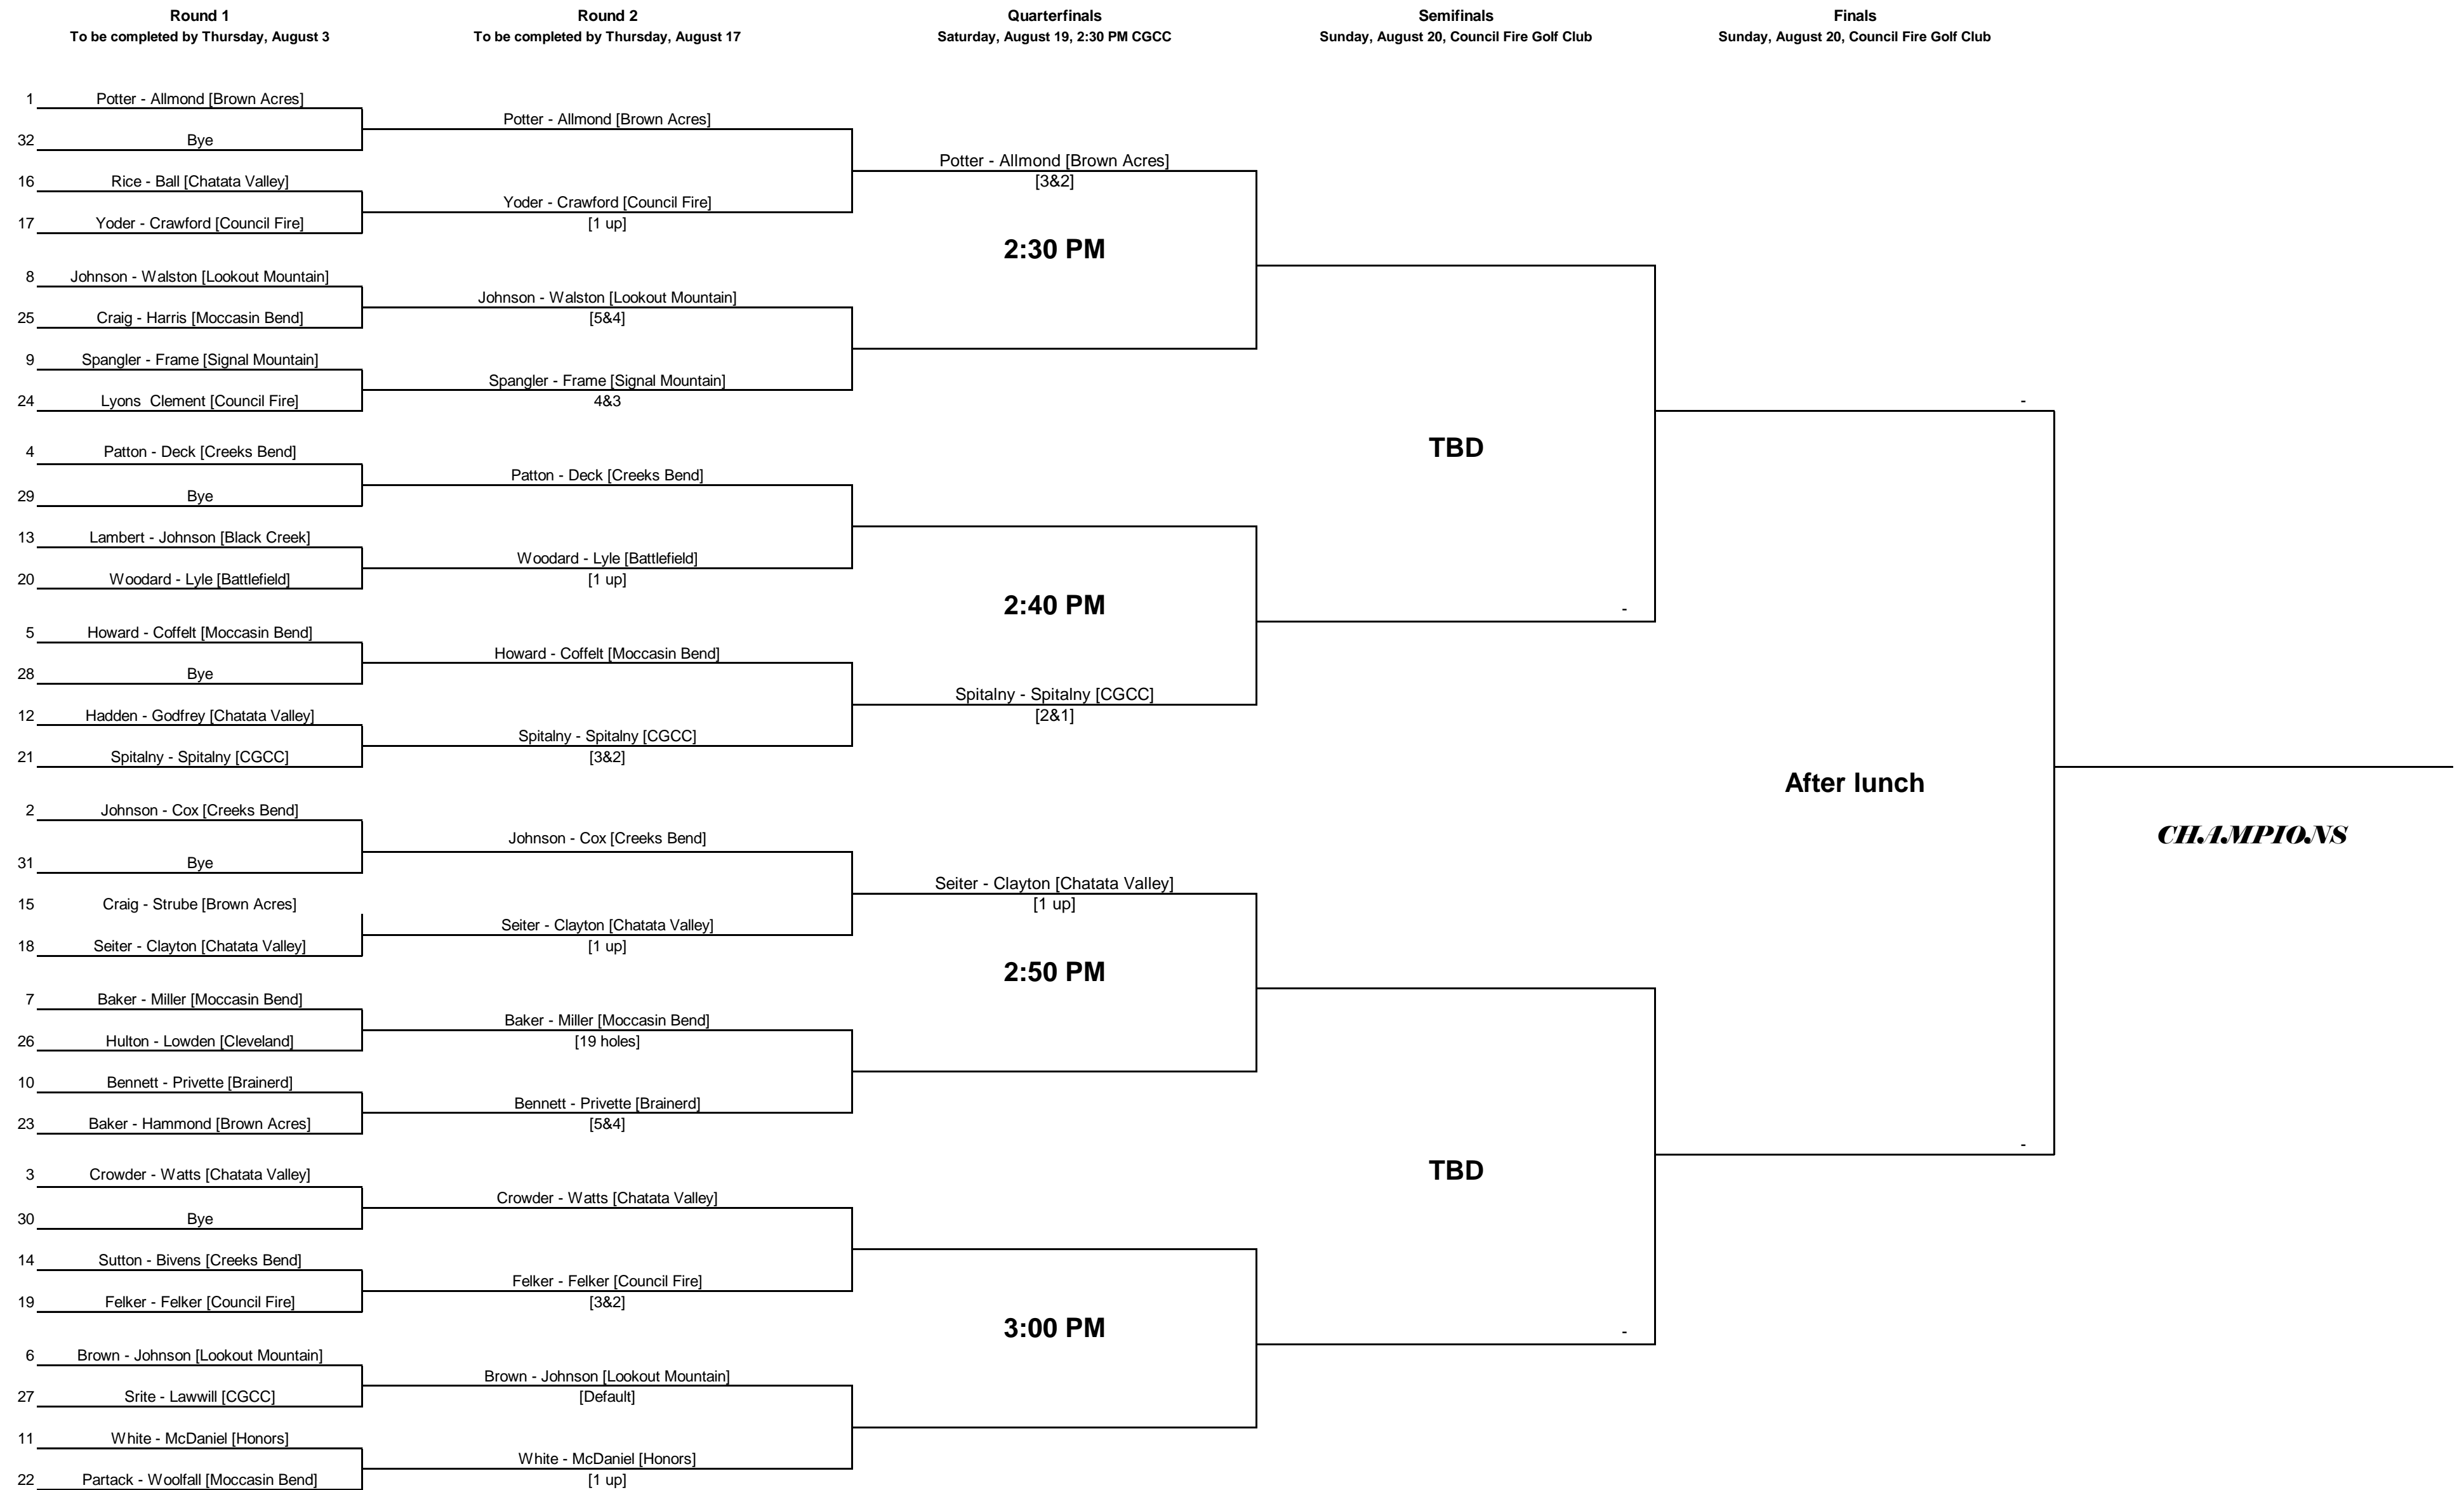 Round 1
To be completed by Thursday, August 3
Round 2
To be completed by Thursday, August 17
Quarterfinals
Saturday, August 19, 2:30 PM CGCC
Semifinals
Sunday, August 20, Council Fire Golf Club
Finals
Sunday, August 20, Council Fire Golf Club
1 Potter - Allmond [Brown Acres]
32 Bye
16 Rice - Ball [Chatata Valley]
17 Yoder - Crawford [Council Fire]
8 Johnson - Walston [Lookout Mountain]
25 Craig - Harris [Moccasin Bend]
9 Spangler - Frame [Signal Mountain]
24 Lyons  Clement [Council Fire]
4 Patton - Deck [Creeks Bend]
29 Bye
13 Lambert - Johnson [Black Creek]
20 Woodard - Lyle [Battlefield]
5 Howard - Coffelt [Moccasin Bend]
28 Bye
12 Hadden - Godfrey [Chatata Valley]
21 Spitalny - Spitalny [CGCC]
2 Johnson - Cox [Creeks Bend]
31 Bye
15 Craig - Strube [Brown Acres]
18 Seiter - Clayton [Chatata Valley]
7 Baker - Miller [Moccasin Bend]
26 Hulton - Lowden [Cleveland]
10 Bennett - Privette [Brainerd]
23 Baker - Hammond [Brown Acres]
3 Crowder - Watts [Chatata Valley]
30 Bye
14 Sutton - Bivens [Creeks Bend]
19 Felker - Felker [Council Fire]
6 Brown - Johnson [Lookout Mountain]
27 Srite - Lawwill [CGCC]
11 White - McDaniel [Honors]
22 Partack - Woolfall [Moccasin Bend]
Potter - Allmond [Brown Acres]
Yoder - Crawford [Council Fire]
[1 up]
Johnson - Walston [Lookout Mountain]
[5&4]
Spangler - Frame [Signal Mountain]
4&3
Patton - Deck [Creeks Bend]
Woodard - Lyle [Battlefield]
[1 up]
Howard - Coffelt [Moccasin Bend]
Spitalny - Spitalny [CGCC]
[3&2]
Johnson - Cox [Creeks Bend]
Seiter - Clayton [Chatata Valley]
[1 up]
Baker - Miller [Moccasin Bend]
[19 holes]
Bennett - Privette [Brainerd]
[5&4]
Crowder - Watts [Chatata Valley]
Felker - Felker [Council Fire]
[3&2]
Brown - Johnson [Lookout Mountain]
[Default]
White - McDaniel [Honors]
[1 up]
Potter - Allmond [Brown Acres]
[3&2]
2:30 PM
2:40 PM
Spitalny - Spitalny [CGCC]
[2&1]
Seiter - Clayton [Chatata Valley]
[1 up]
2:50 PM
3:00 PM
TBD
-
TBD
-
-
After lunch
-
CHAMPIONS